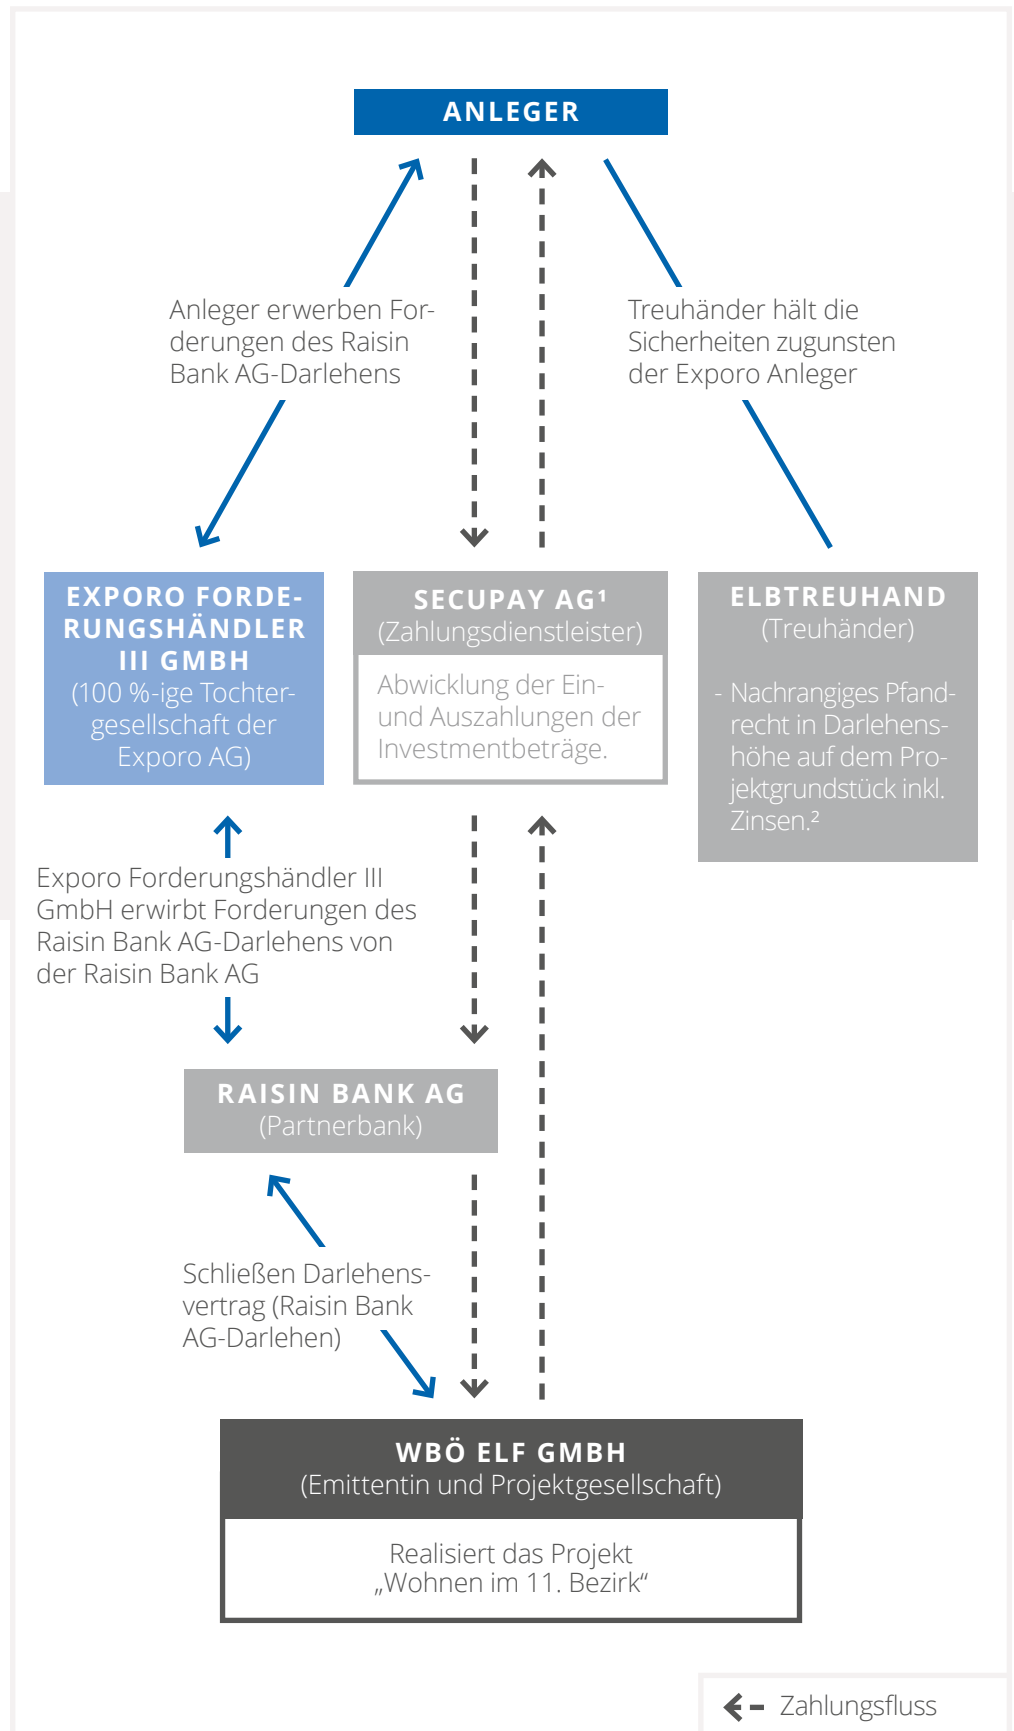 ANLEGER
Anleger erwerben For-
derungen des Raisin
Bank AG-Darlehens
Treuhänder hält die
Sicherheiten zugunsten
der Exporo Anleger
EXPORO FORDE-
RUNGSHÄNDLER
III GMBH
(100 %-ige Tochter-
gesellschaft der
Exporo AG)
SECUPAY AG¹
(Zahlungsdienstleister)
Abwicklung der Ein-
und Auszahlungen der
Investmentbeträge.
ELBTREUHAND
(Treuhänder)
- Nachrangiges Pfand-
recht in Darlehens-
höhe auf dem Pro-
jektgrundstück inkl.
Zinsen.²
Exporo Forderungshändler III
GmbH erwirbt Forderungen des
Raisin Bank AG-Darlehens von
der Raisin Bank AG
RAISIN BANK AG
(Partnerbank)
Schließen Darlehens-
vertrag (Raisin Bank
AG-Darlehen)
WBÖ ELF GMBH
(Emittentin und Projektgesellschaft)
Realisiert das Projekt
„Wohnen im 11. Bezirk“
Zahlungsfluss